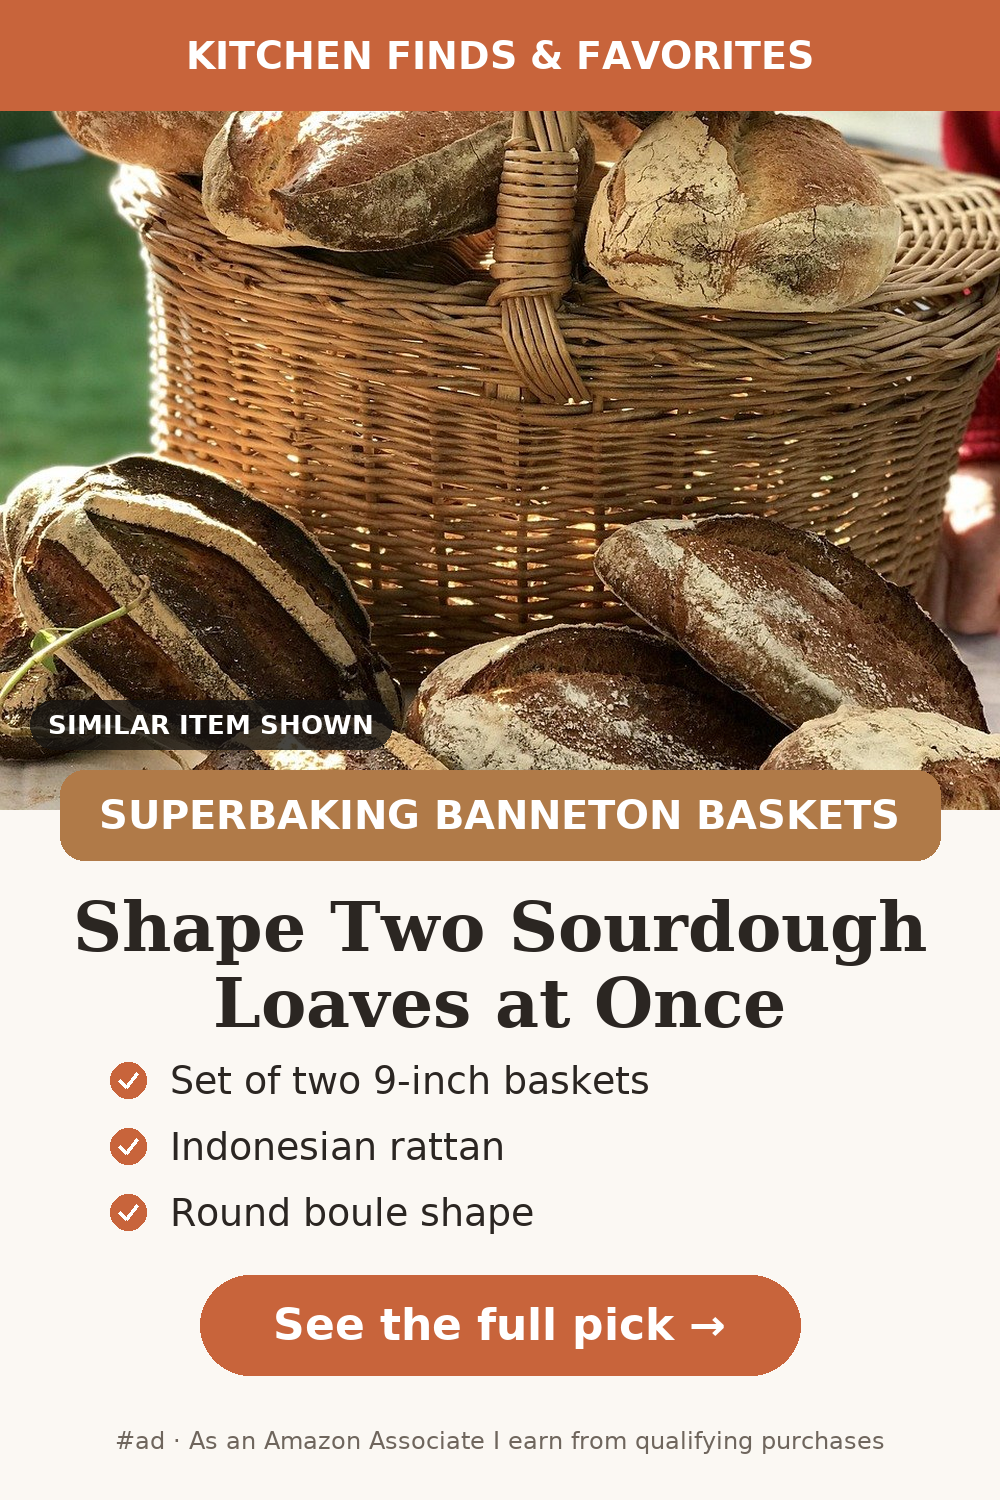 KITCHEN FINDS & FAVORITES
SIMILAR ITEM SHOWN
SUPERBAKING BANNETON BASKETS
Shape Two Sourdough
Loaves at Once
Set of two 9-inch baskets
Indonesian rattan
Round boule shape
See the full pick →
#ad · As an Amazon Associate I earn from qualifying purchases